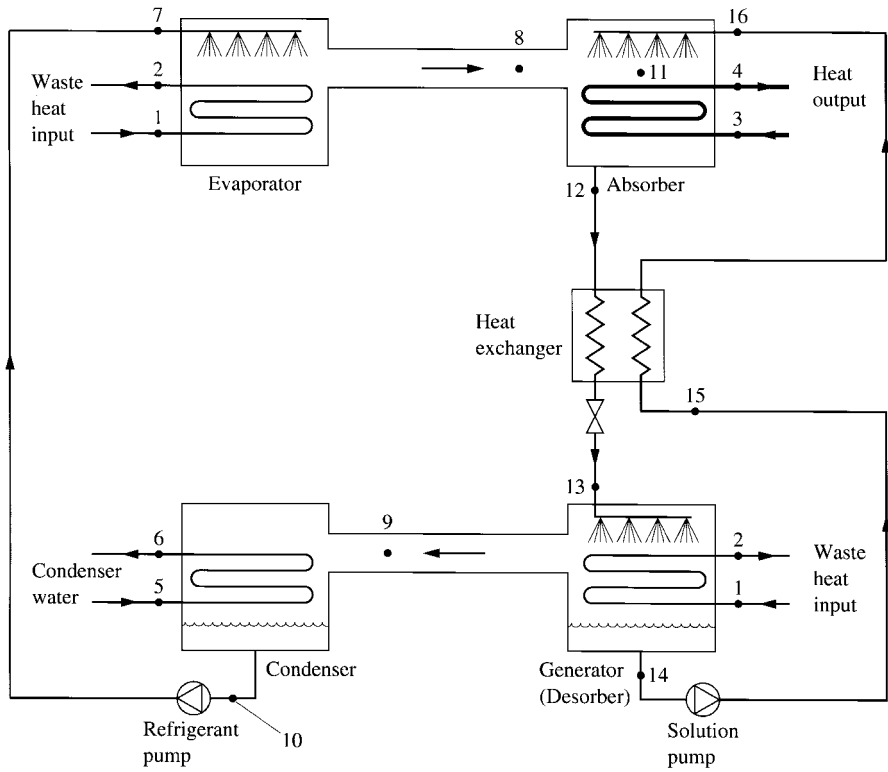 7
8
16
Waste
heat
input
2
1
11
4
3
Heat
output
Evaporator
Absorber
12
Heat
exchanger
15
13
9
6
5
Condenser
water
2
1
Waste
heat
input
Condenser
Generator
(Desorber)
14
Refrigerant
pump
10
Solution
pump